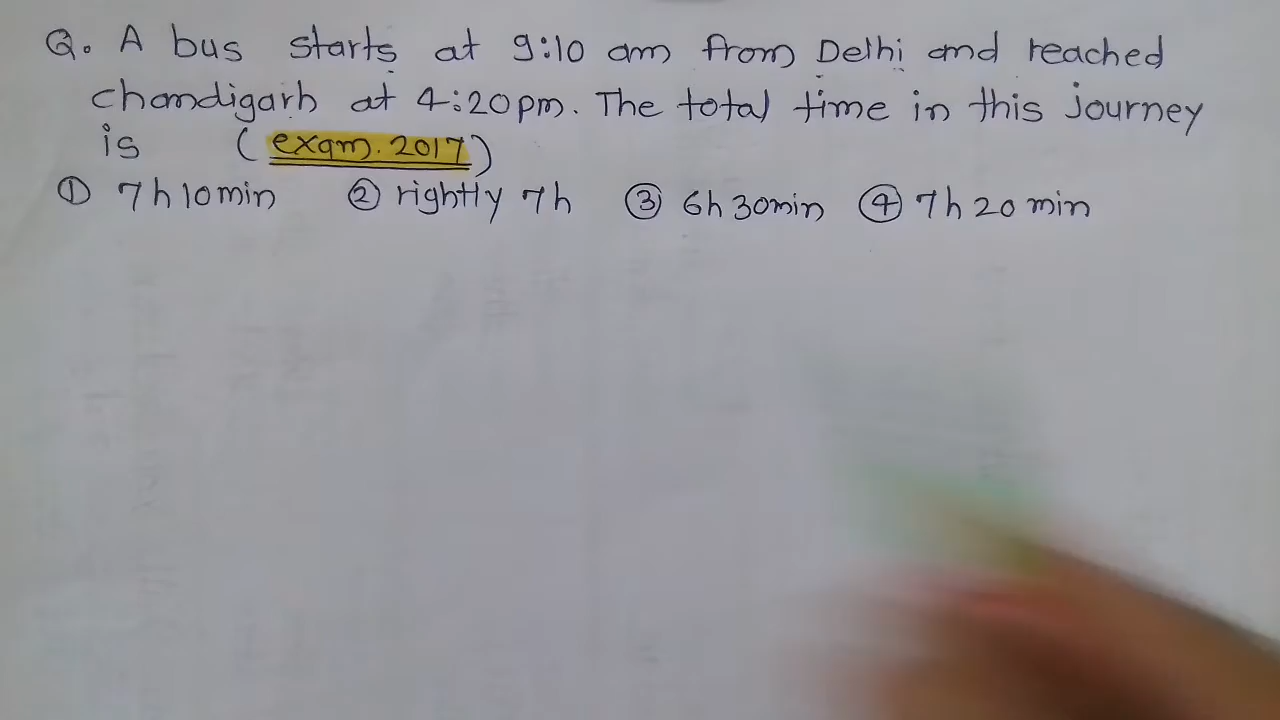 Q. A bus starts at 9:10 am from Delhi and reached
chandigarh at 4:20pm. The total time in this journey
is (exam. 2017)
① 7h 10min ② rightly 7h ③ 6h 30min ④ 7h 20 min